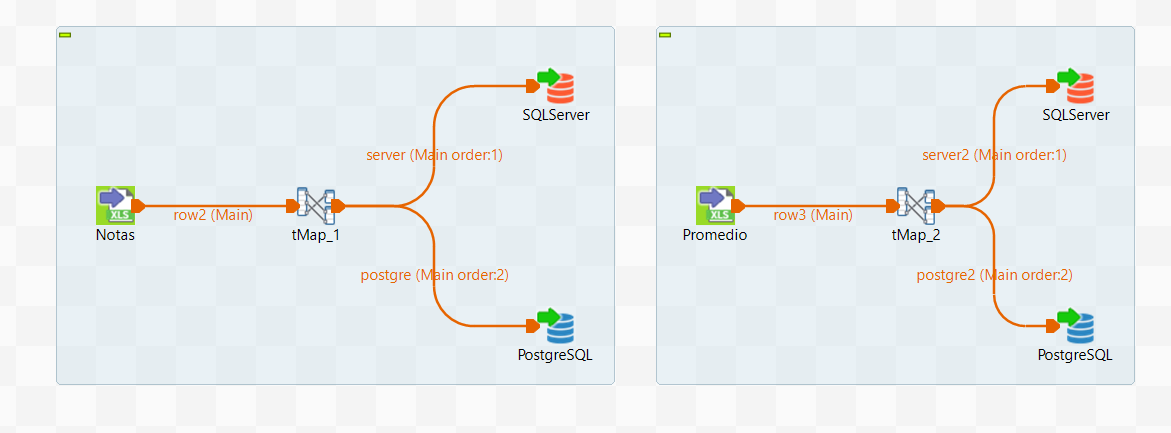 SQLServer
server (Main order:1)
XLS
row2 (Main)
Notas
tMap_1
postgre (Main order:2)
PostgreSQL
SQLServer
server2 (Main order:1)
XLS
row3 (Main)
Promedio
tMap_2
postgre2 (Main order:2)
PostgreSQL